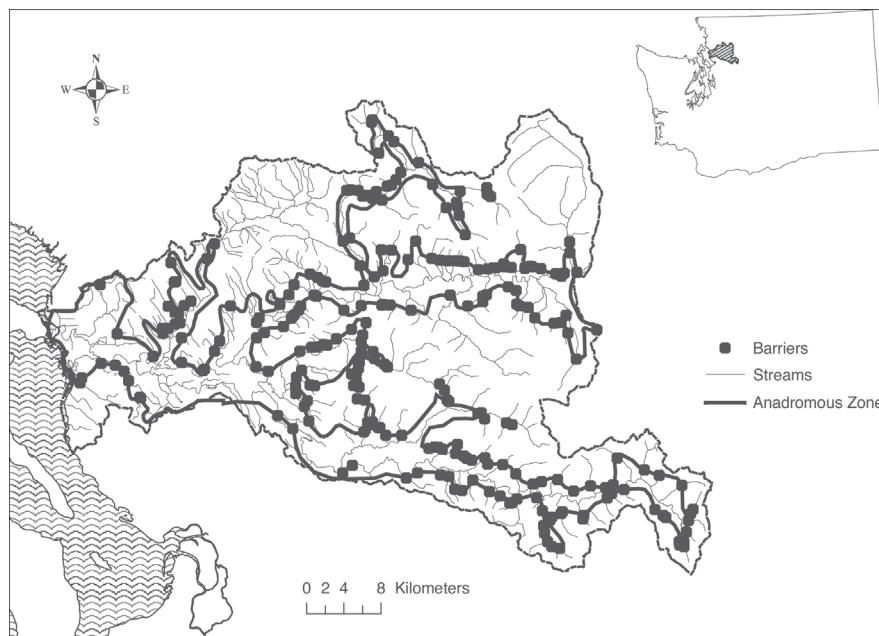 N
W E
S
Barriers
Streams
Anadromous Zone
0 2 4 8 Kilometers